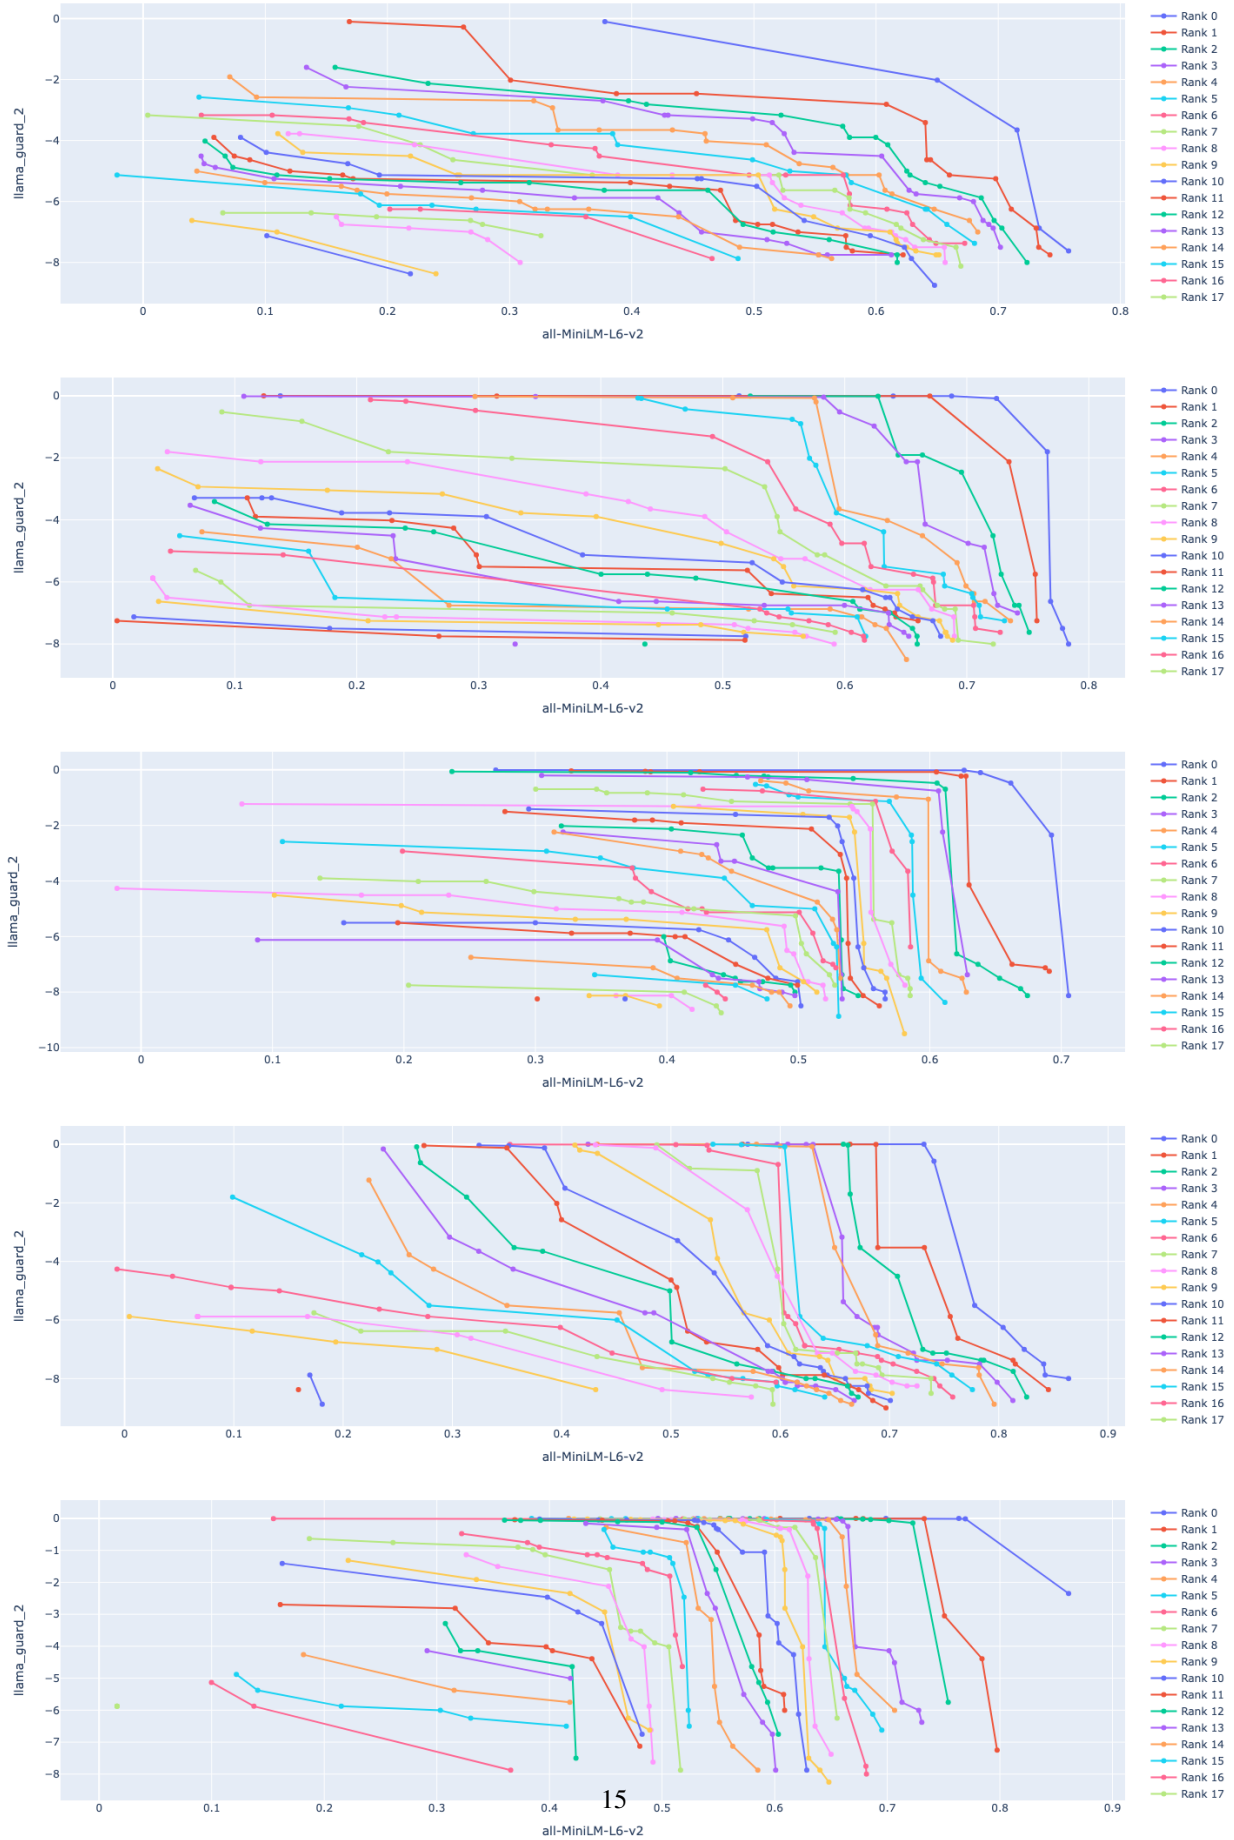 0
−2
−4
−6
−8
llama_guard_2
0
0.1
0.2
0.3
0.4
0.5
0.6
0.7
0.8
all-MiniLM-L6-v2
Rank 0
Rank 1
Rank 2
Rank 3
Rank 4
Rank 5
Rank 6
Rank 7
Rank 8
Rank 9
Rank 10
Rank 11
Rank 12
Rank 13
Rank 14
Rank 15
Rank 16
Rank 17
0
−2
−4
−6
−8
llama_guard_2
0
0.1
0.2
0.3
0.4
0.5
0.6
0.7
0.8
all-MiniLM-L6-v2
Rank 0
Rank 1
Rank 2
Rank 3
Rank 4
Rank 5
Rank 6
Rank 7
Rank 8
Rank 9
Rank 10
Rank 11
Rank 12
Rank 13
Rank 14
Rank 15
Rank 16
Rank 17
0
−2
−4
−6
−8
−10
llama_guard_2
0
0.1
0.2
0.3
0.4
0.5
0.6
0.7
all-MiniLM-L6-v2
Rank 0
Rank 1
Rank 2
Rank 3
Rank 4
Rank 5
Rank 6
Rank 7
Rank 8
Rank 9
Rank 10
Rank 11
Rank 12
Rank 13
Rank 14
Rank 15
Rank 16
Rank 17
0
−2
−4
−6
−8
llama_guard_2
0
0.1
0.2
0.3
0.4
0.5
0.6
0.7
0.8
0.9
all-MiniLM-L6-v2
Rank 0
Rank 1
Rank 2
Rank 3
Rank 4
Rank 5
Rank 6
Rank 7
Rank 8
Rank 9
Rank 10
Rank 11
Rank 12
Rank 13
Rank 14
Rank 15
Rank 16
Rank 17
0
−1
−2
−3
−4
−5
−6
−7
−8
llama_guard_2
0
0.1
0.2
0.3
0.4
0.5
0.6
0.7
0.8
0.9
all-MiniLM-L6-v2
Rank 0
Rank 1
Rank 2
Rank 3
Rank 4
Rank 5
Rank 6
Rank 7
Rank 8
Rank 9
Rank 10
Rank 11
Rank 12
Rank 13
Rank 14
Rank 15
Rank 16
Rank 17
15